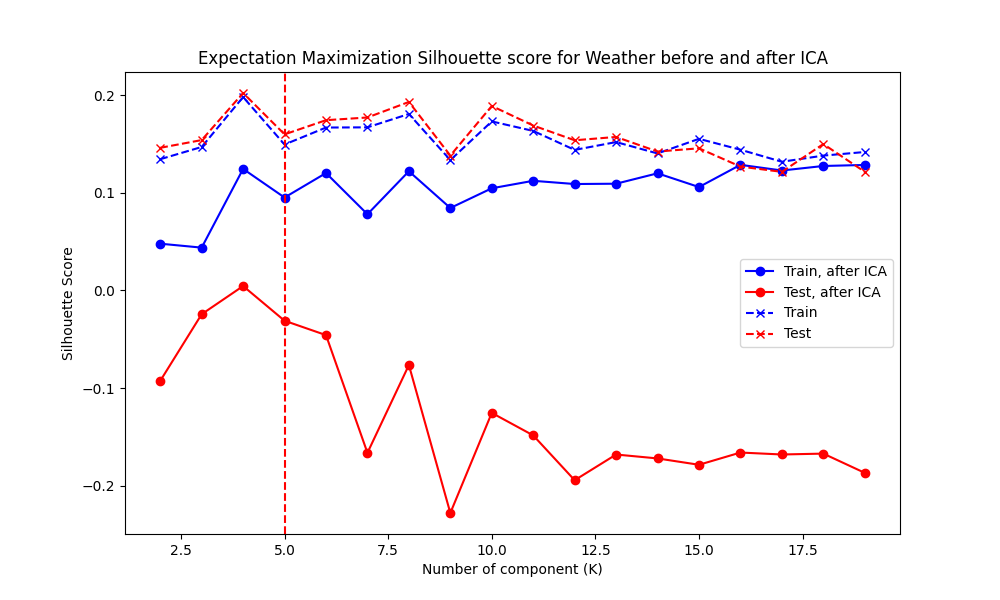 Expectation Maximization Silhouette score for Weather before and after ICA
Silhouette Score
0.2
0.1
0.0
−0.1
−0.2
Train, after ICA
Test, after ICA
Train
Test
2.5
5.0
7.5
10.0
12.5
15.0
17.5
Number of component (K)